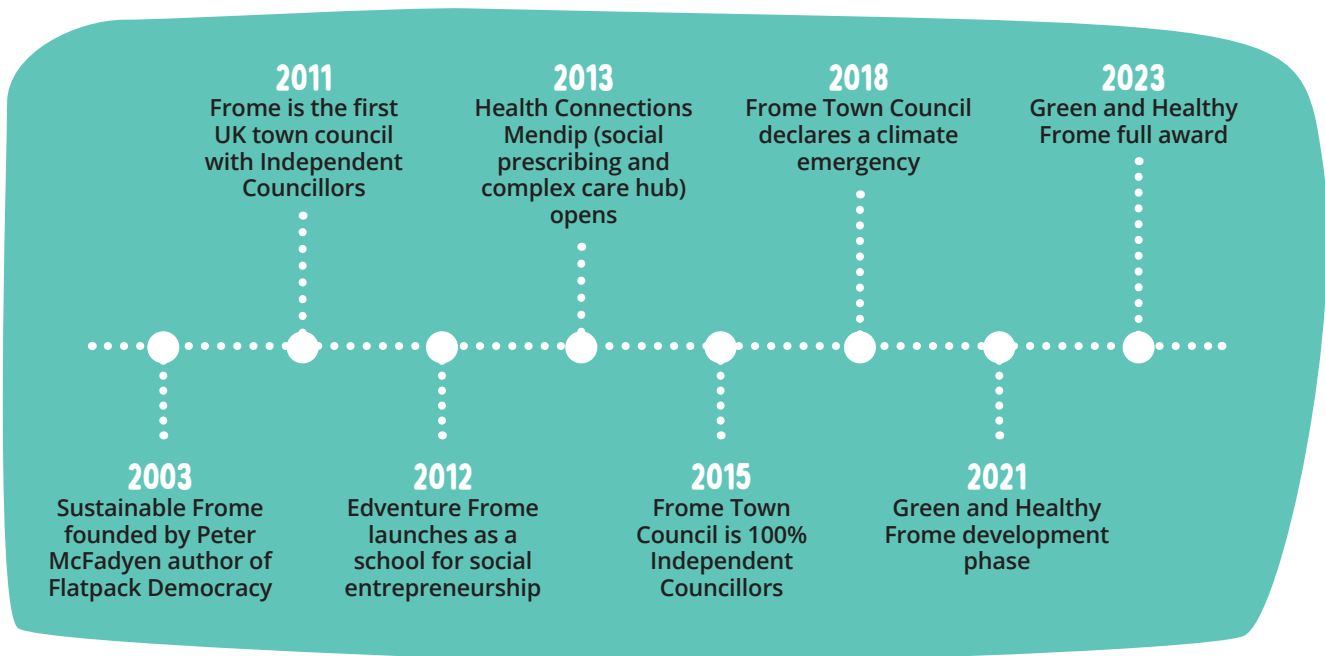 2011
Frome is the first
UK town council
with Independent
Councillors
2013
Health Connections
Mendip (social
prescribing and
complex care hub)
opens
2018
Frome Town Council
declares a climate
emergency
2023
Green and Healthy
Frome full award
2003
Sustainable Frome
founded by Peter
McFadyen author of
Flatpack Democracy
2012
Edventure Frome
launches as a
school for social
entrepreneurship
2015
Frome Town
Council is 100%
Independent
Councillors
2021
Green and Healthy
Frome development
phase